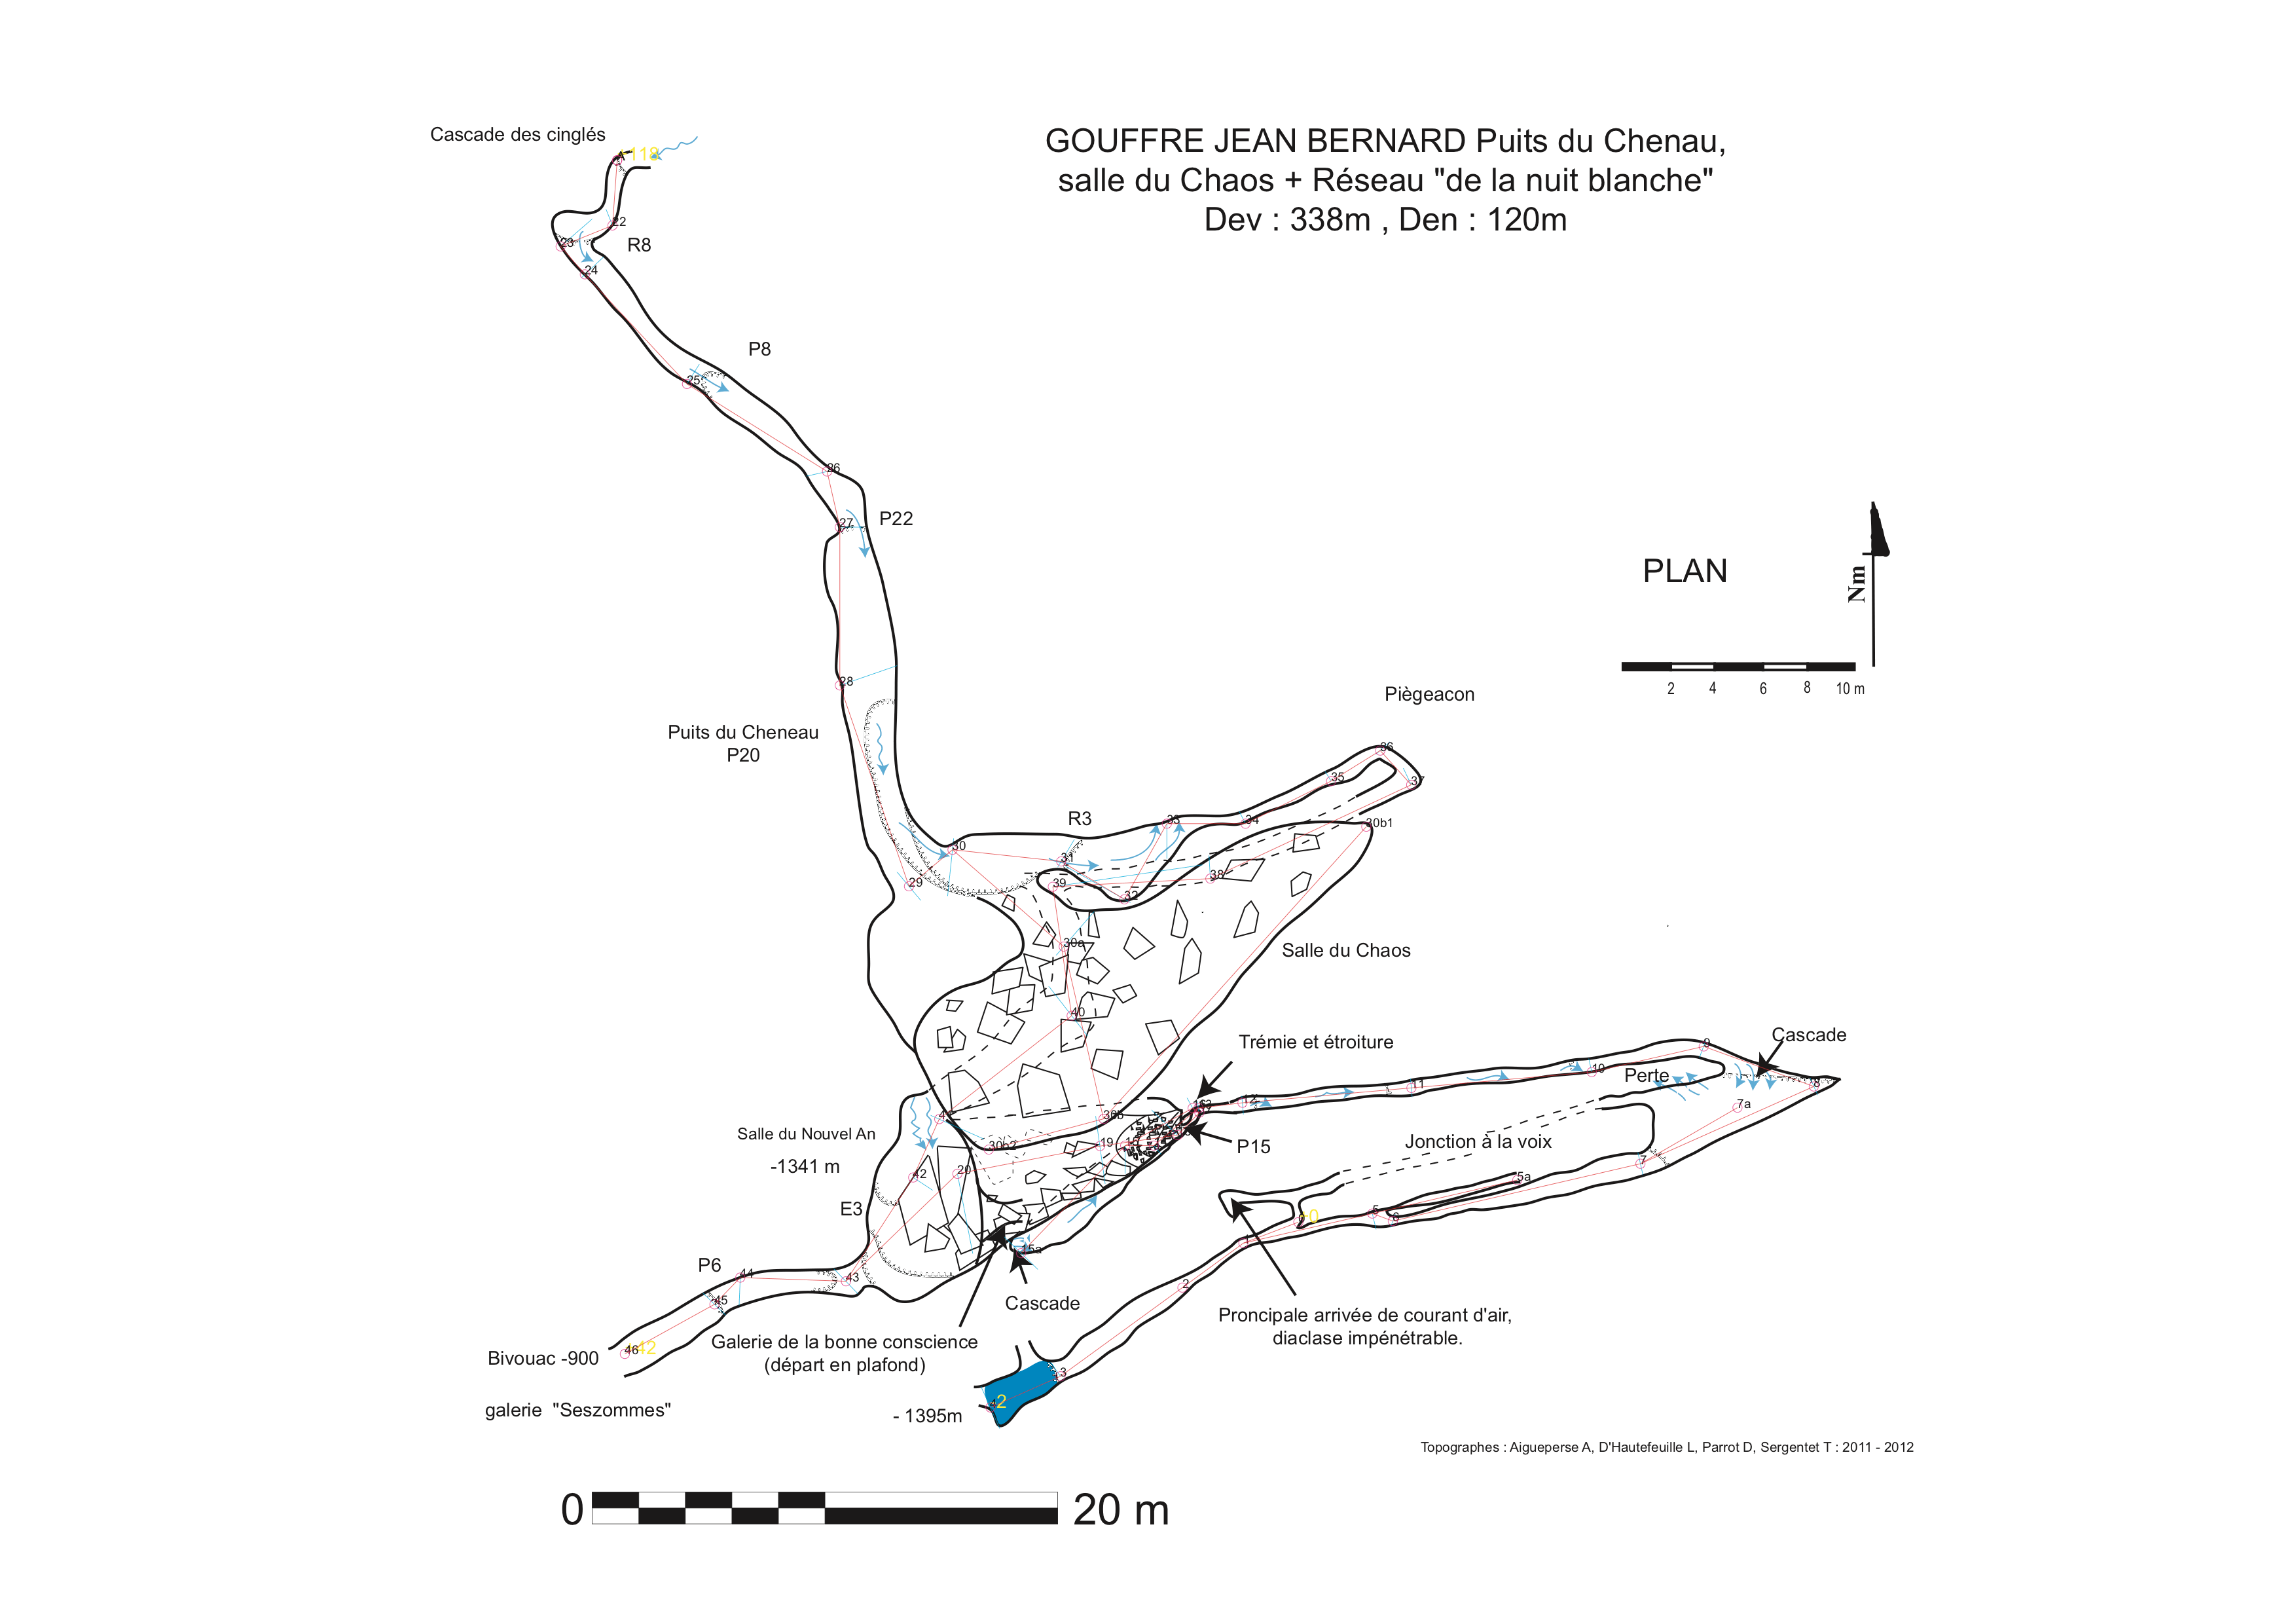 Cascade des cinglés
GOUFFRE JEAN BERNARD Puits du Chenau,
salle du Chaos + Réseau "de la nuit blanche"
Dev : 338m , Den : 120m
118
22
23
R8
24
P8
25
26
27
P22
PLAN
Nm
2 4 6 8 10 m
28
Piègeacon
Puits du Cheneau
P20
36
35
37
R3
33
34
30b1
30
31
29
39
38
32
30a
Salle du Chaos
40
Trémie et étroiture
Cascade
9
10
Perte
8
11
12
7a
41
30b
Salle du Nouvel An
-1341 m
30b2
19
P15
Jonction à la voix
7
42
20
5a
E3
5
6
0
1
15a
P6
44
43
2
45
Cascade
Proncipale arrivée de courant d'air,
diaclase impénétrable.
Galerie de la bonne conscience
(départ en plafond)
46
42
Bivouac -900
3
2
galerie "Seszommes"
- 1395m
Topographes : Aigueperse A, D'Hautefeuille L, Parrot D, Sergentet T : 2011 - 2012
0 20 m